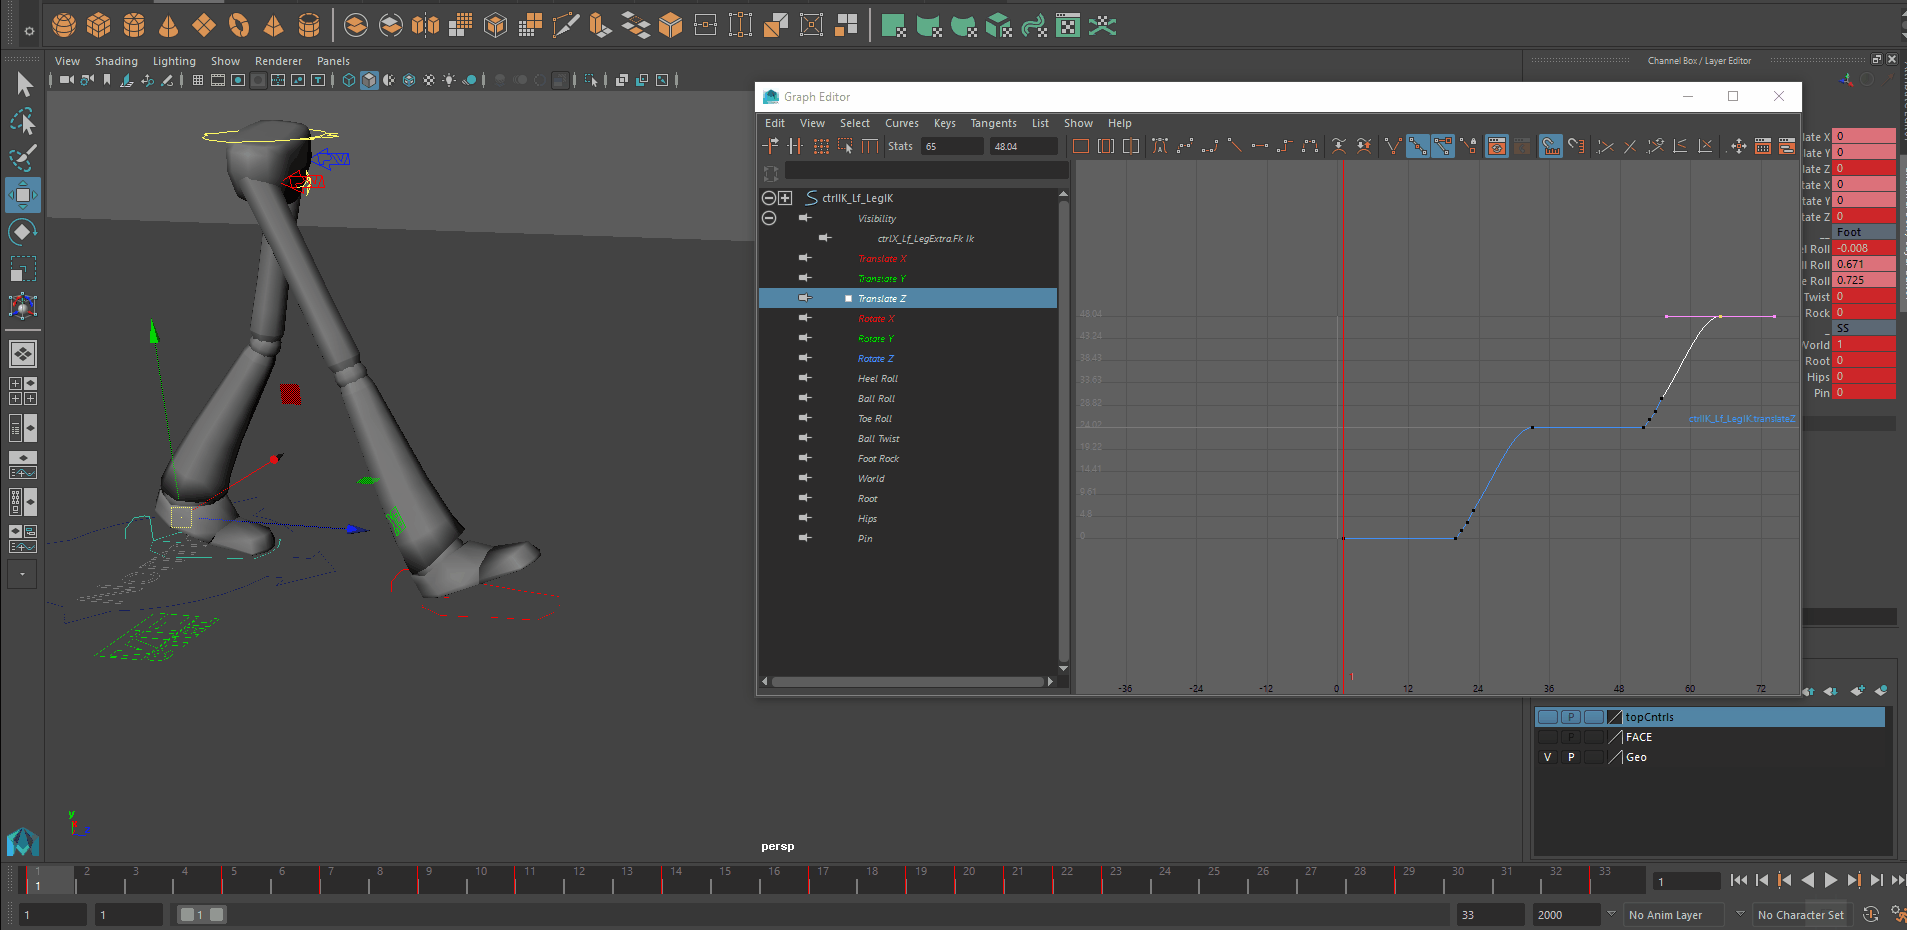 View Shading Lighting Show Renderer Panels
Channel Box / Layer Editor
Graph Editor
Edit View Select Curves Keys Tangents List Show Help
Stats 65 48.04
ctrlIK_Lf_LegIK
Visibility
ctrlX_Lf_LegExtra.Fk Ik
Translate X
Translate Y
Translate Z
Rotate X
Rotate Y
Rotate Z
Heel Roll
Ball Roll
Toe Roll
Ball Twist
Foot Rock
World
Root
Hips
Pin
48.04
43.24
38.43
33.63
28.82
24.02
19.22
14.41
9.61
4.8
0
ctrlIK_Lf_LegIK.translateZ
-36 -24 -12 0 12 24 36 48 60 72
1
late X 0
late Y 0
late Z 0
tate X 0
tate Y 0
tate Z 0
__ Foot
l Roll -0.008
ll Roll 0.671
e Roll 0.725
Twist 0
Rock 0
_ SS
World 1
Root 0
Hips 0
Pin 0
P topCntrls
P FACE
V P Geo
y
z
persp
1 2 3 4 5 6 7 8 9 10 11 12 13 14 15 16 17 18 19 20 21 22 23 24 25 26 27 28 29 30 31 32 33
1
1
1 1 1 33 2000 No Anim Layer No Character Set